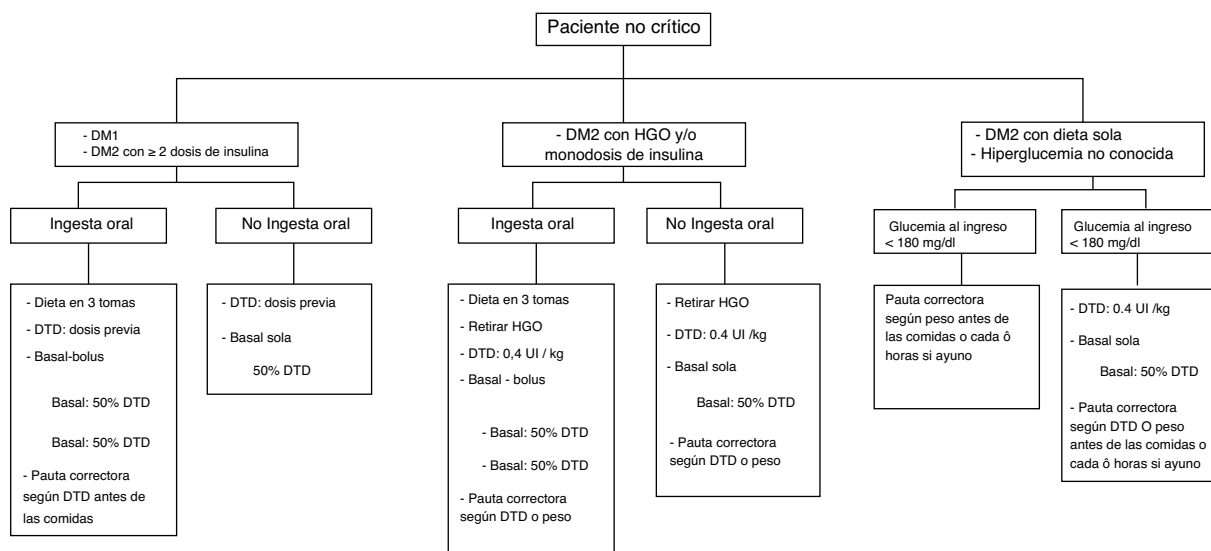 Paciente no crítico
- DM1
- DM2 con ≥ 2 dosis de insulina
Ingesta oral
- Dieta en 3 tomas
- DTD: dosis previa
- Basal-bolus
Basal: 50% DTD
Basal: 50% DTD
- Pauta correctora
según DTD antes de
las comidas
No Ingesta oral
- DTD: dosis previa
- Basal sola
50% DTD
- DM2 con HGO y/o
monodosis de insulina
Ingesta oral
- Dieta en 3 tomas
- Retirar HGO
- DTD: 0,4 UI / kg
- Basal - bolus
- Basal: 50% DTD
- Basal: 50% DTD
- Pauta correctora
según DTD o peso
No Ingesta oral
- Retirar HGO
- DTD: 0.4 UI /kg
- Basal sola
Basal: 50% DTD
- Pauta correctora
según DTD o peso
- DM2 con dieta sola
- Hiperglucemia no conocida
Glucemia al ingreso
< 180 mg/dl
Pauta correctora
según peso antes de
las comidas o cada ô
horas si ayuno
Glucemia al ingreso
< 180 mg/dl
- DTD: 0.4 UI /kg
- Basal sola
Basal: 50% DTD
- Pauta correctora
según DTD O peso
antes de las comidas o
cada ô horas si ayuno